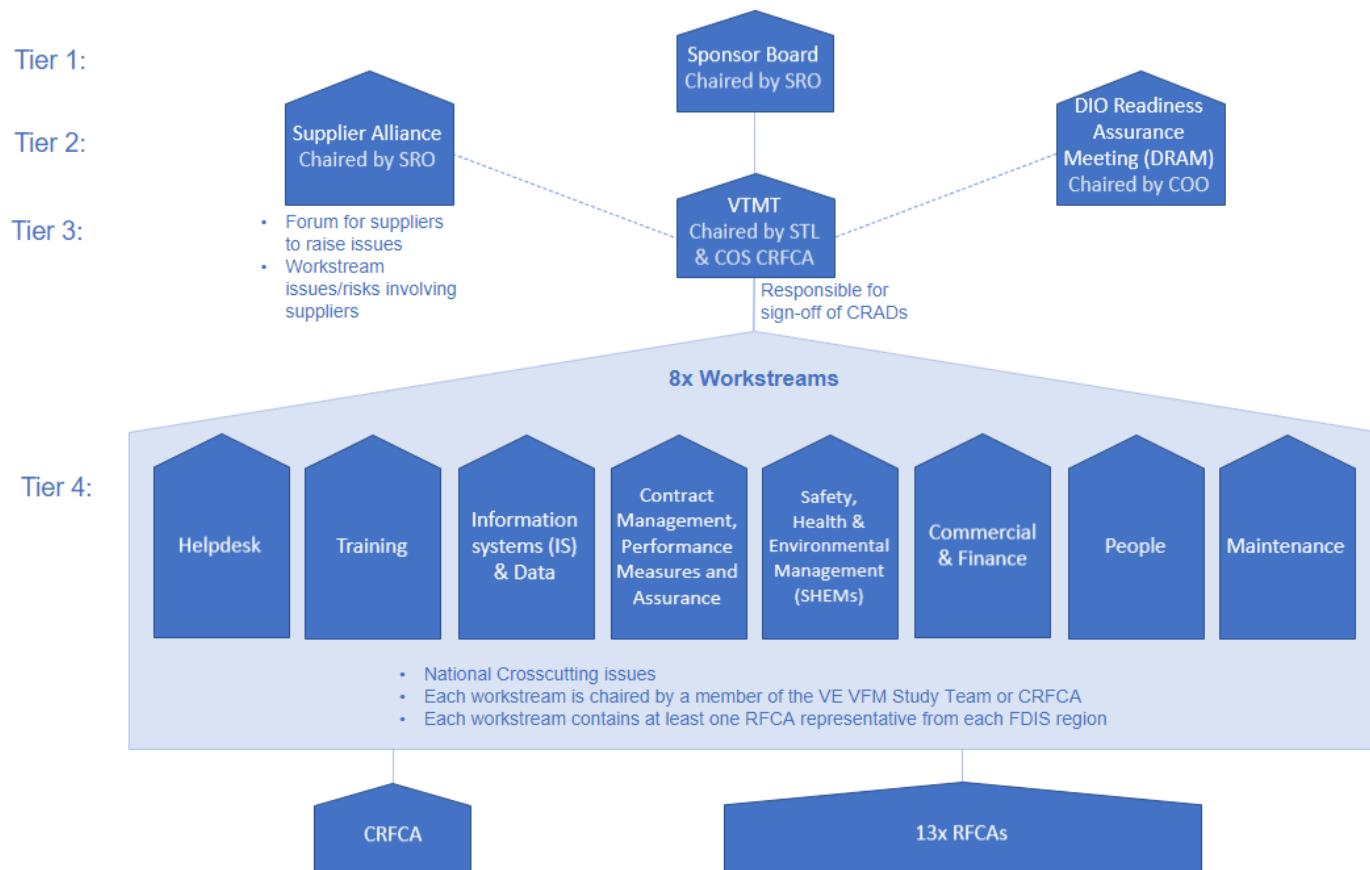 Tier 1:
Sponsor Board
Chaired by SRO
Tier 2:
Supplier Alliance
Chaired by SRO
DIO Readiness
Assurance
Meeting (DRAM)
Chaired by COO
Tier 3:
VTMT
Chaired by STL
& COS CRFCA
• Forum for suppliers
to raise issues
• Workstream
issues/risks involving
suppliers
Responsible for
sign-off of CRADs
8x Workstreams
Tier 4:
Helpdesk
Training
Information
systems (IS)
& Data
Contract
Management,
Performance
Measures and
Assurance
Safety,
Health &
Environmental
Management
(SHEMs)
Commercial
& Finance
People
Maintenance
• National Crosscutting issues
• Each workstream is chaired by a member of the VE VFM Study Team or CRFCA
• Each workstream contains at least one RFCA representative from each FDIS region
CRFCA
13x RFCAs